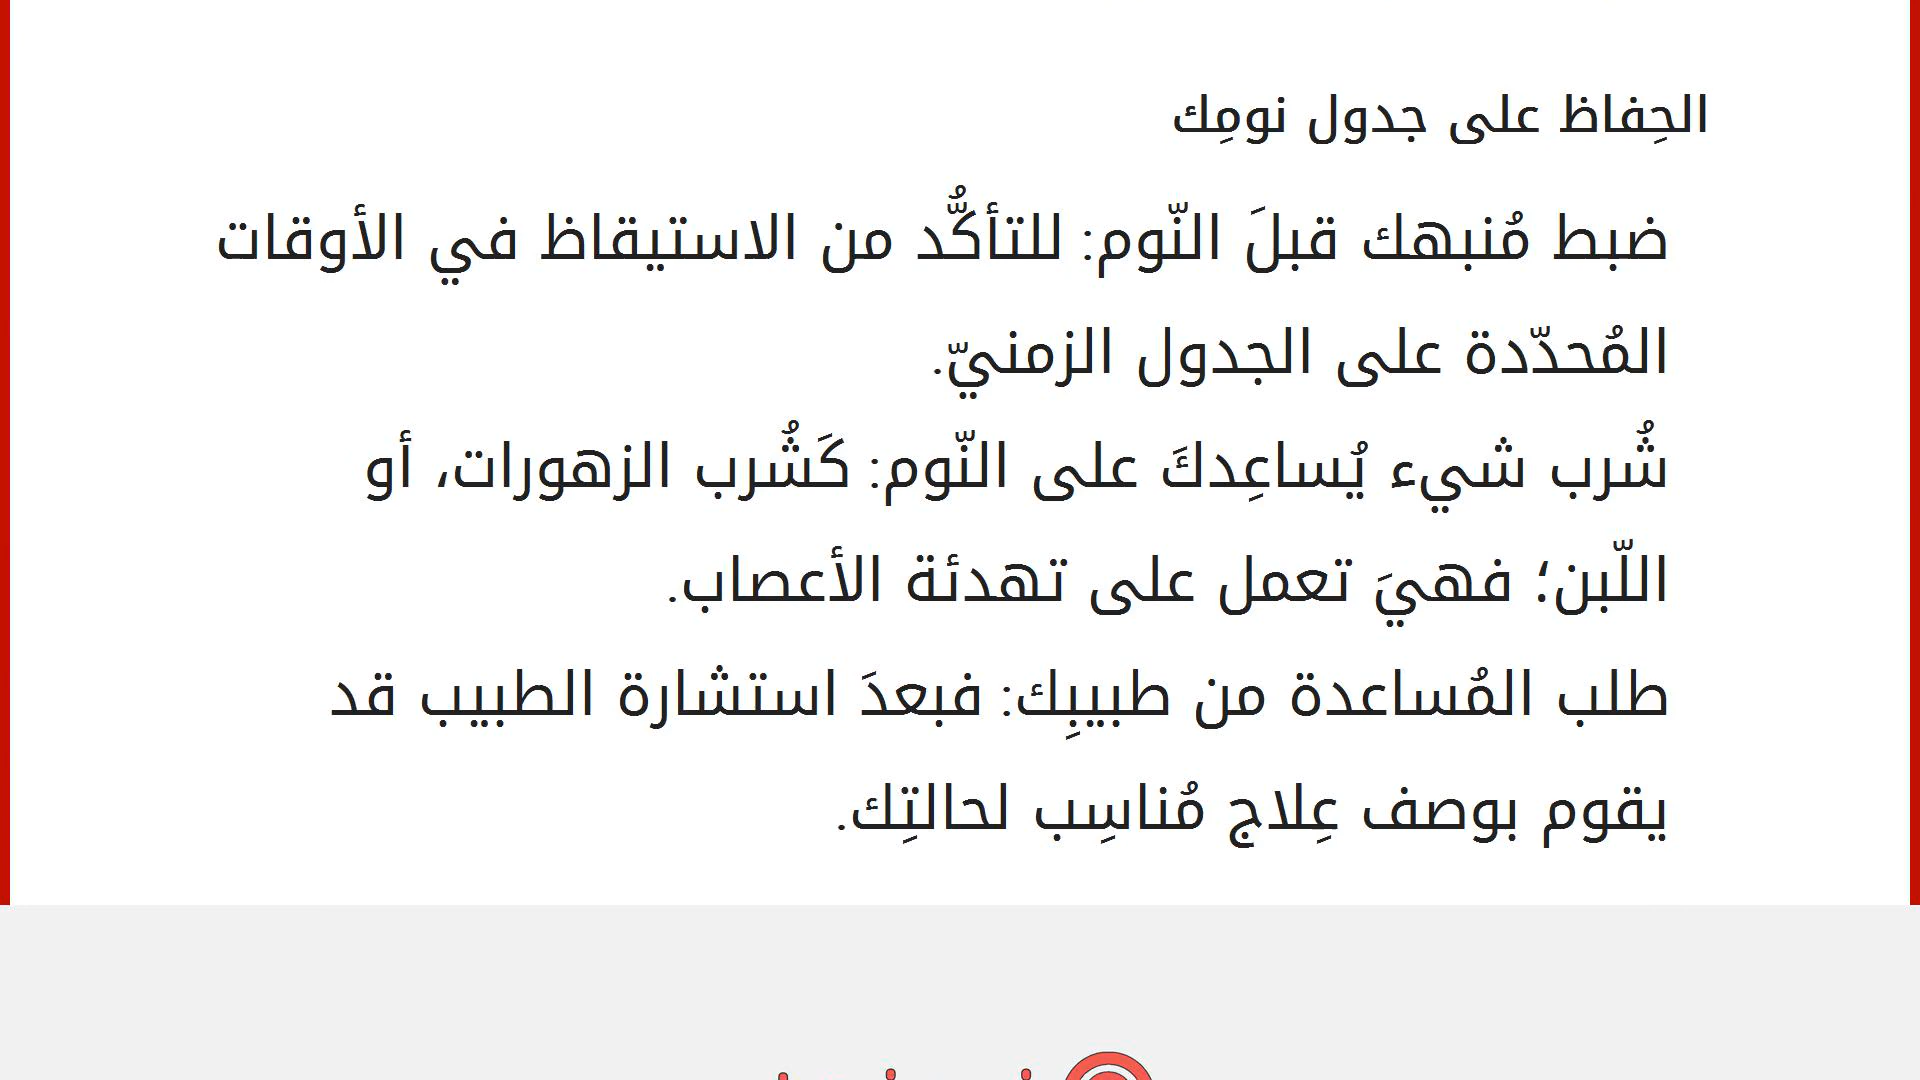 الحِفاظ على جدول نومِك
ضبط مُنبهك قبلَ النّوم: للتأكُّد من الاستيقاظ في الأوقات
المُحدّدة على الجدول الزمنيّ.
شُرب شيء يُساعِدكَ على النّوم: كَشُرب الزهورات، أو
اللّبن؛ فهيَ تعمل على تهدئة الأعصاب.
طلب المُساعدة من طبيبِك: فبعدَ استشارة الطبيب قد
يقوم بوصف عِلاج مُناسِب لحالتِك.